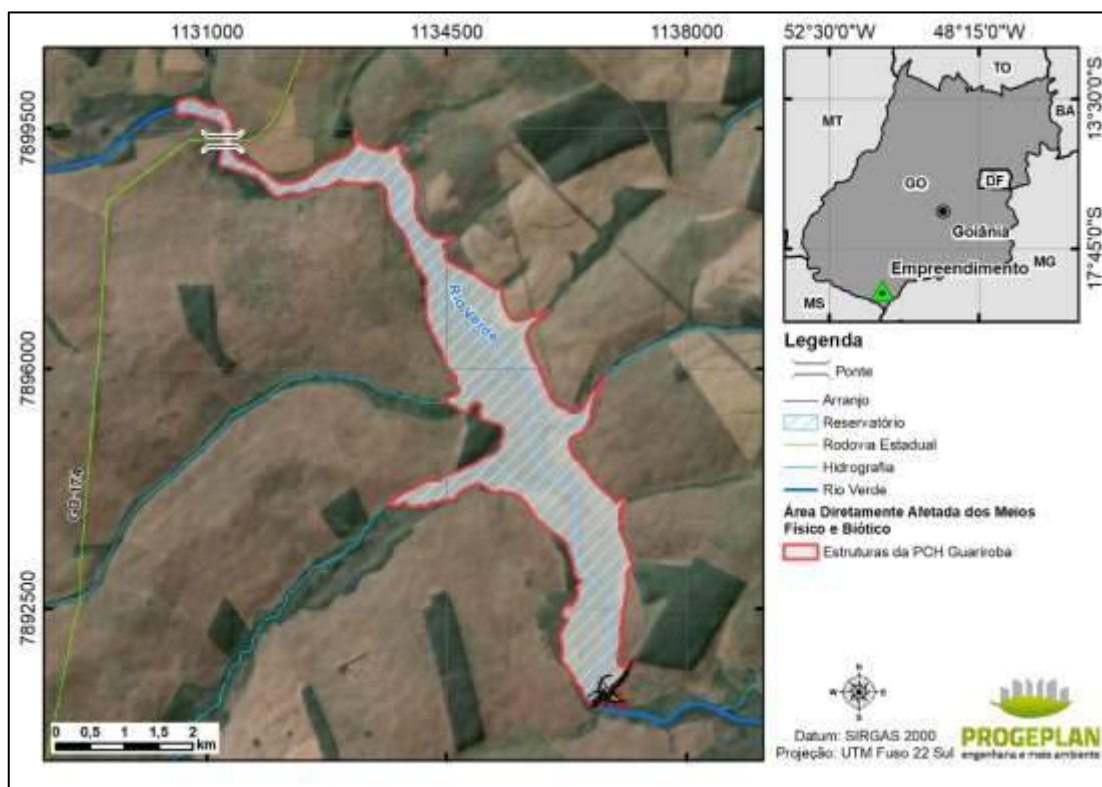 1131000
1134500
1138000
52°30'0"W
48°15'0"W
7899500
7896000
7892500
Rio Verde
GO-174
0 0,5 1 1,5 2
km
TO
BA
MT
GO
DF
Goiânia
Empreendimento
MG
MS
13°30'0"S
17°45'0"S
Legenda
Ponte
Arranjo
Reservatório
Rodovia Estadual
Hidrografia
Rio Verde
Área Diretamente Afetada dos Meios
Físico e Biótico
Estruturas da PCH Guariroba
N
W
E
S
Datum: SIRGAS 2000
Projeção: UTM Fuso 22 Sul
PROGEPLAN
engenharia e meio ambiente